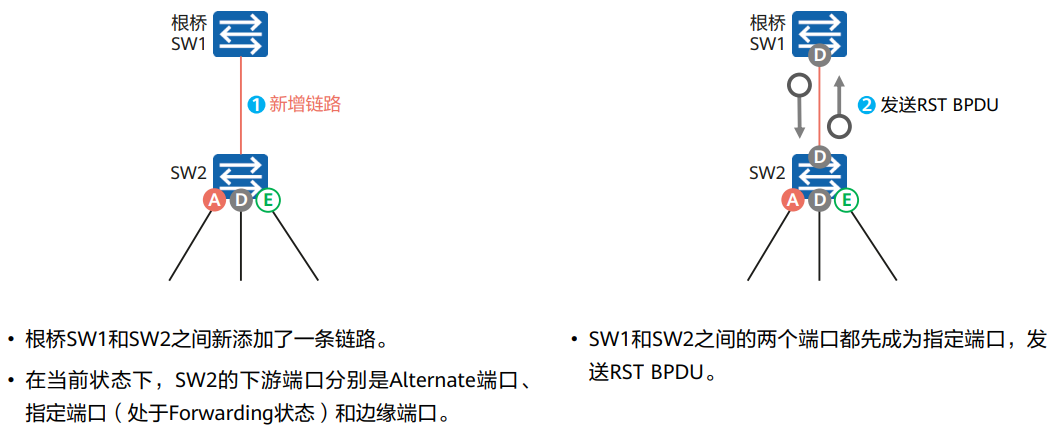 根桥
SW1
1 新增链路
SW2
A D E
• 根桥SW1和SW2之间新添加了一条链路。
• 在当前状态下，SW2的下游端口分别是Alternate端口、
指定端口（处于Forwarding状态）和边缘端口。
根桥
SW1
D
2 发送RST BPDU
D
SW2
A D E
• SW1和SW2之间的两个端口都先成为指定端口，发
送RST BPDU。